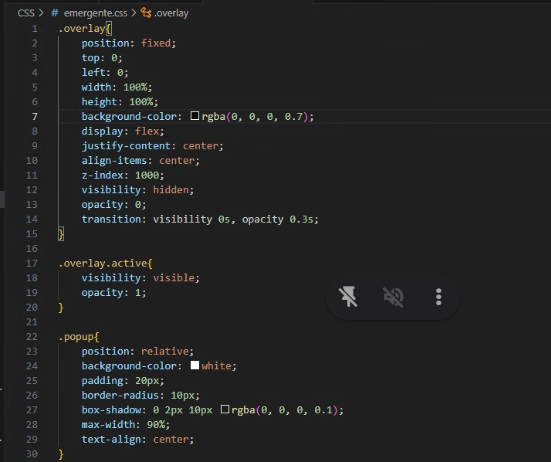 CSS > # emergente.css > .overlay
1 .overlay{
2 position: fixed;
3 top: 0;
4 left: 0;
5 width: 100%;
6 height: 100%;
7 background-color: rgba(0, 0, 0, 0.7);
8 display: flex;
9 justify-content: center;
10 align-items: center;
11 z-index: 1000;
12 visibility: hidden;
13 opacity: 0;
14 transition: visibility 0s, opacity 0.3s;
15 }
16
17 .overlay.active{
18 visibility: visible;
19 opacity: 1;
20 }
21
22 .popup{
23 position: relative;
24 background-color: white;
25 padding: 20px;
26 border-radius: 10px;
27 box-shadow: 0 2px 10px rgba(0, 0, 0, 0.1);
28 max-width: 90%;
29 text-align: center;
30 }